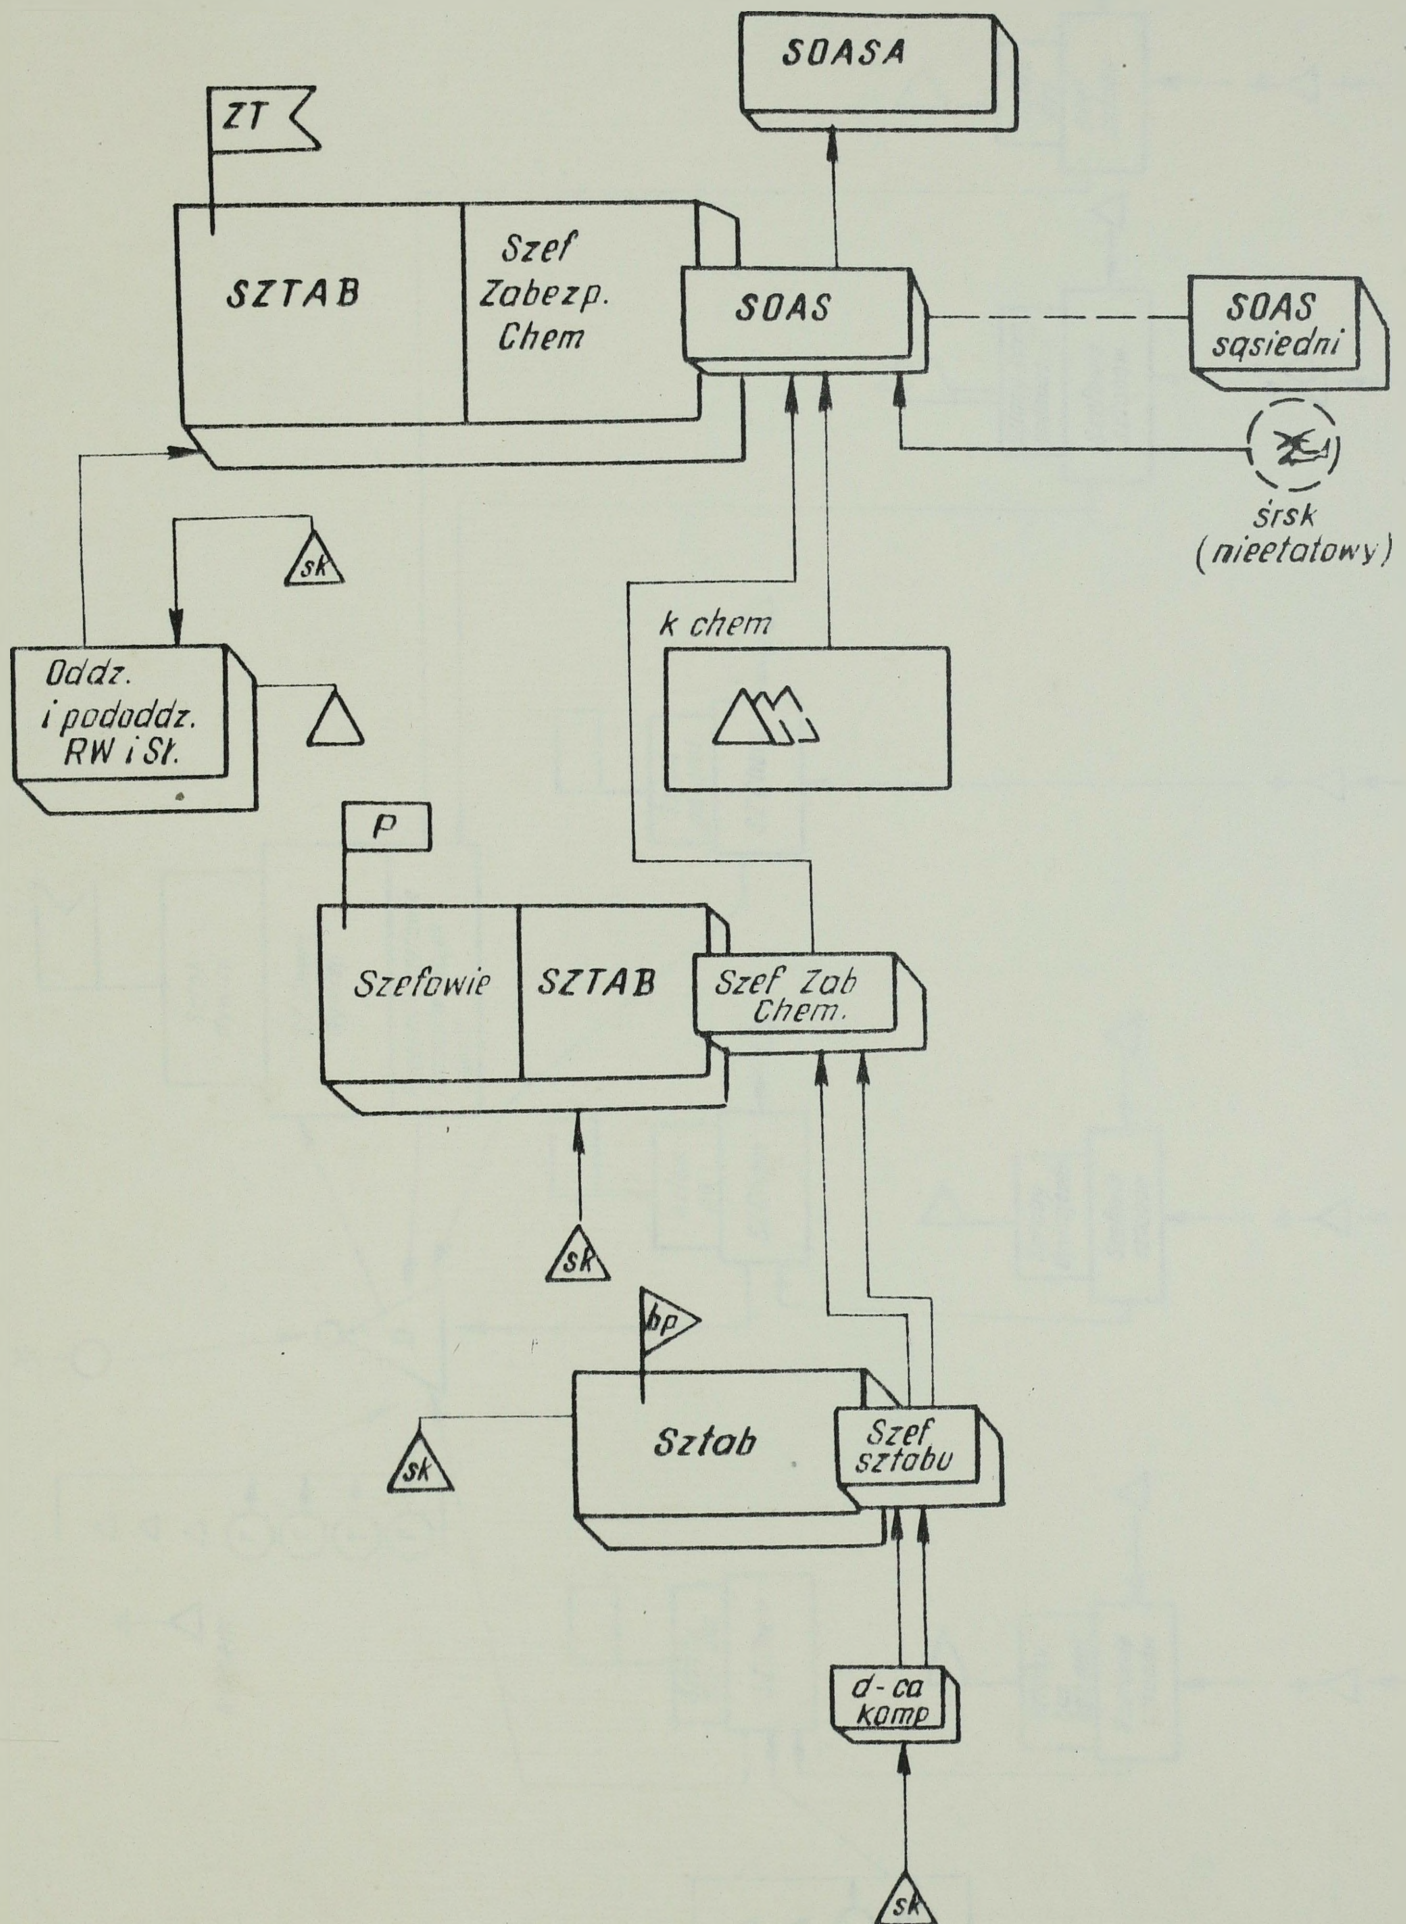 SOASA
ZT
SZTAB
Szef
Zabezp.
Chem
SOAS
SOAS
sąsiedni
śrsk
(nieetatowy)
sk
k chem
Oddz.
i pododdz.
RW i Sł.
P
Szefowie
SZTAB
Szef Zab
Chem.
sk
bp
Sztab
Szef
sztabu
sk
d-ca
komp
sk